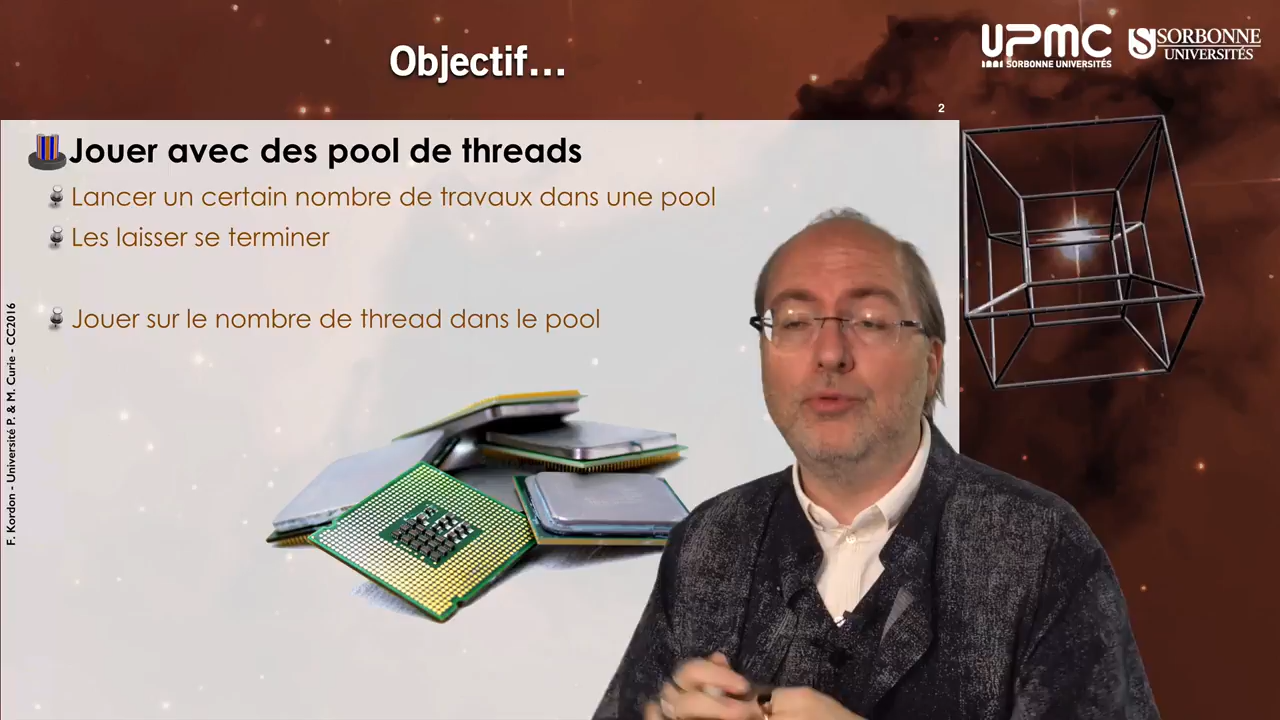 Objectif...
UPMC
SORBONNE UNIVERSITÉS
SORBONNE
UNIVERSITÉS
2
Jouer avec des pool de threads
Lancer un certain nombre de travaux dans une pool
Les laisser se terminer
Jouer sur le nombre de thread dans le pool
F. Kordon - Université P. & M. Curie - CC2016